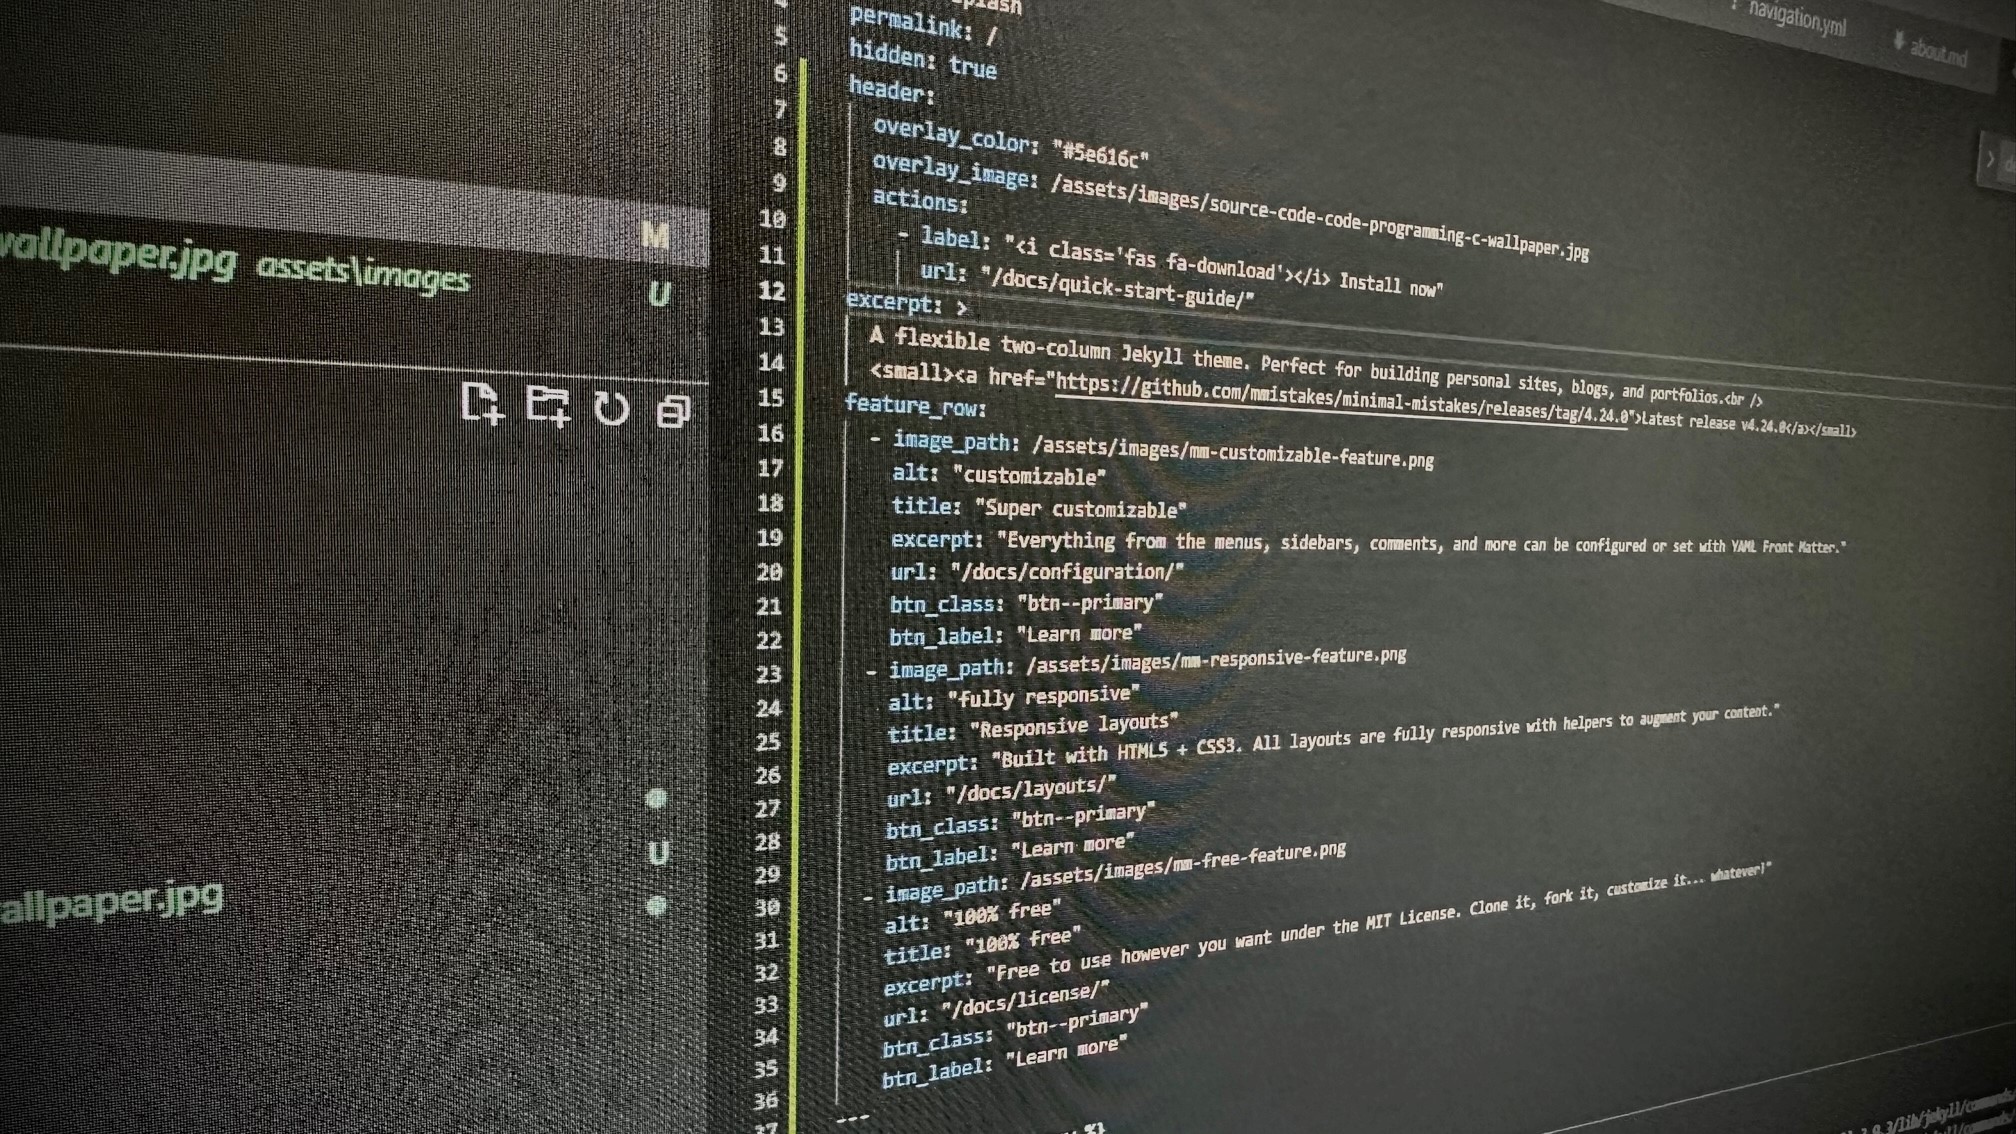 navigation.yml
about.md
M
wallpaper.jpg assets\images
U
U
allpaper.jpg
4
5 permalink: /
6 hidden: true
7 header:
8 overlay_color: "#5e616c"
9 overlay_image: /assets/images/source-code-code-programming-c-wallpaper.jpg
10 actions:
11 - label: "<i class='fas fa-download'></i> Install now"
12 url: "/docs/quick-start-guide/"
13 excerpt: >
14 A flexible two-column Jekyll theme. Perfect for building personal sites, blogs, and portfolios.<br />
15 <small><a href="https://github.com/mmistakes/minimal-mistakes/releases/tag/4.24.0">Latest release v4.24.0</a></small>
16 feature_row:
17 - image_path: /assets/images/mm-customizable-feature.png
18 alt: "customizable"
19 title: "Super customizable"
20 excerpt: "Everything from the menus, sidebars, comments, and more can be configured or set with YAML Front Matter."
21 url: "/docs/configuration/"
22 btn_class: "btn--primary"
23 btn_label: "Learn more"
24 - image_path: /assets/images/mm-responsive-feature.png
25 alt: "fully responsive"
26 title: "Responsive layouts"
27 excerpt: "Built with HTML5 + CSS3. All layouts are fully responsive with helpers to augment your content."
28 url: "/docs/layouts/"
29 btn_class: "btn--primary"
30 btn_label: "Learn more"
31 - image_path: /assets/images/mm-free-feature.png
32 alt: "100% free"
33 title: "100% free"
34 excerpt: "Free to use however you want under the MIT License. Clone it, fork it, customize it... whatever!"
35 url: "/docs/license/"
36 btn_class: "btn--primary"
37 btn_label: "Learn more"
---
%}